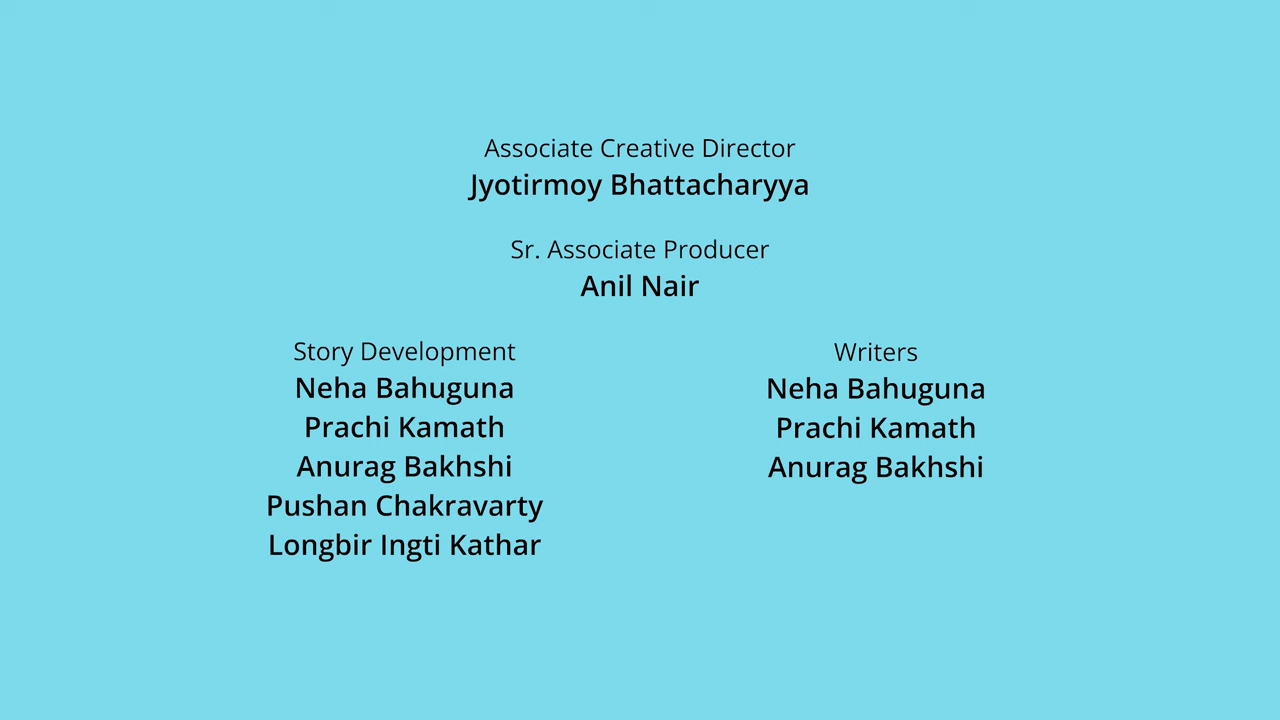 Associate Creative Director
Jyotirmoy Bhattacharyya
Sr. Associate Producer
Anil Nair
Story Development
Neha Bahuguna
Prachi Kamath
Anurag Bakhshi
Pushan Chakravarty
Longbir Ingti Kathar
Writers
Neha Bahuguna
Prachi Kamath
Anurag Bakhshi